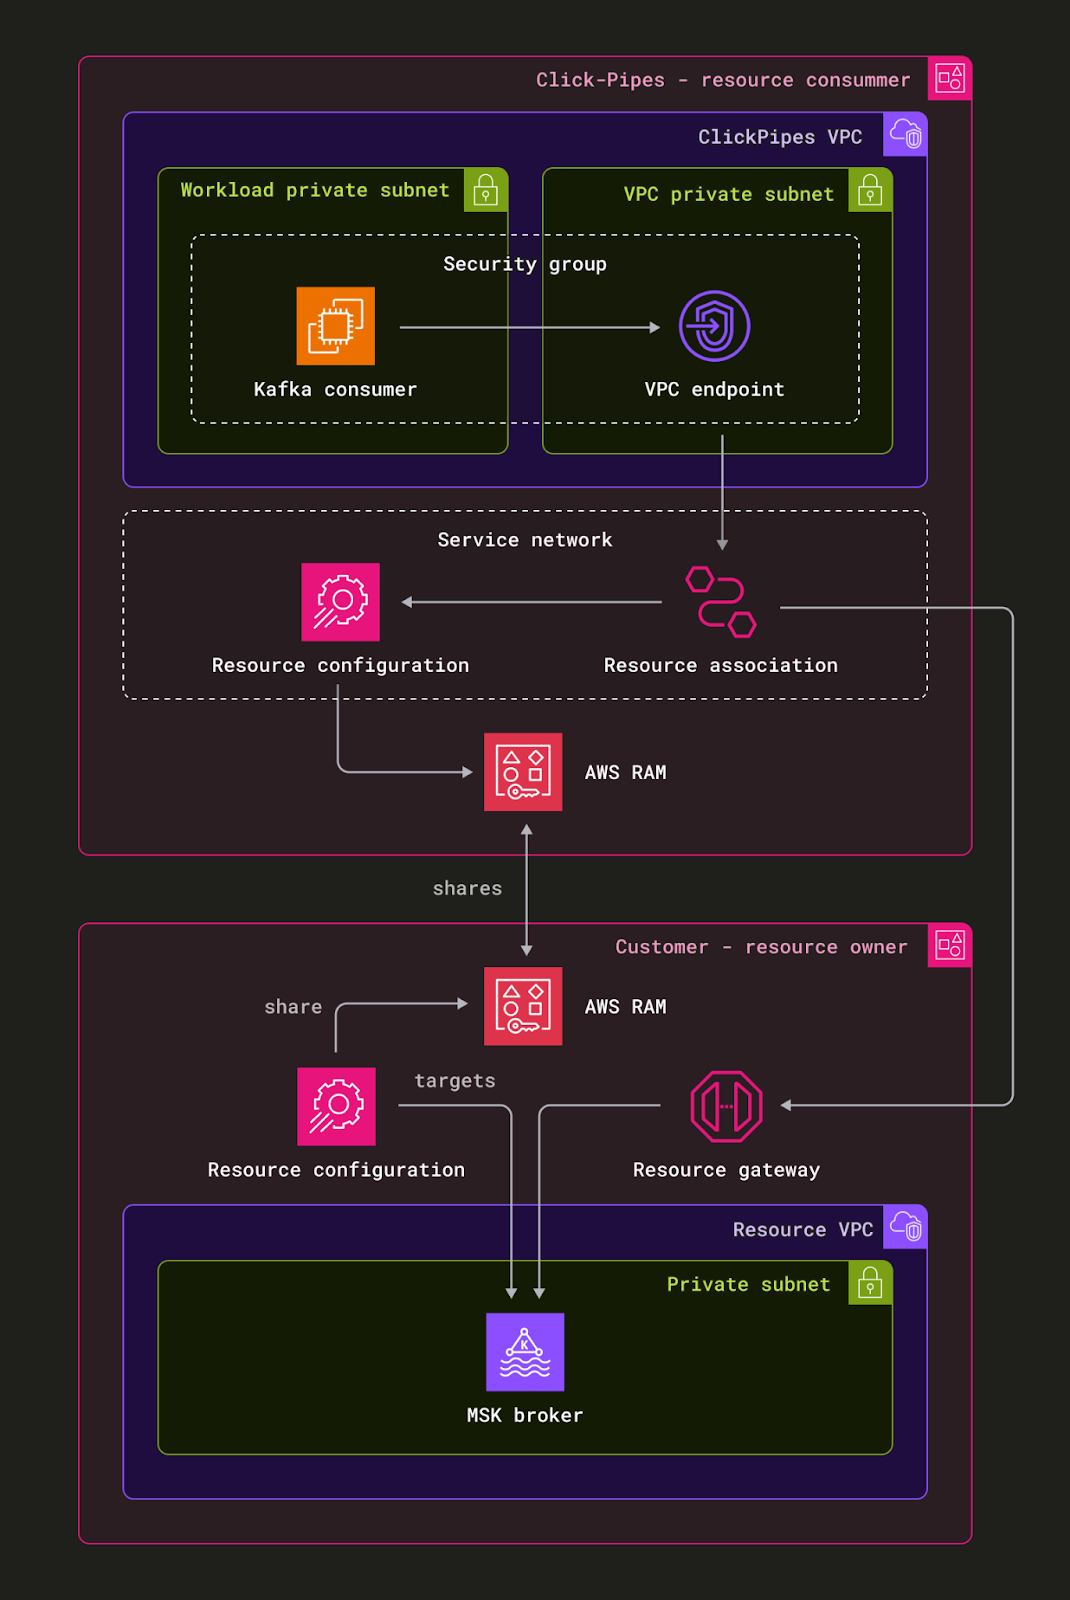 Click-Pipes - resource consummer
ClickPipes VPC
Workload private subnet
VPC private subnet
Security group
Kafka consumer
VPC endpoint
Service network
Resource configuration
Resource association
AWS RAM
shares
Customer - resource owner
share
AWS RAM
targets
Resource configuration
Resource gateway
Resource VPC
Private subnet
K
MSK broker